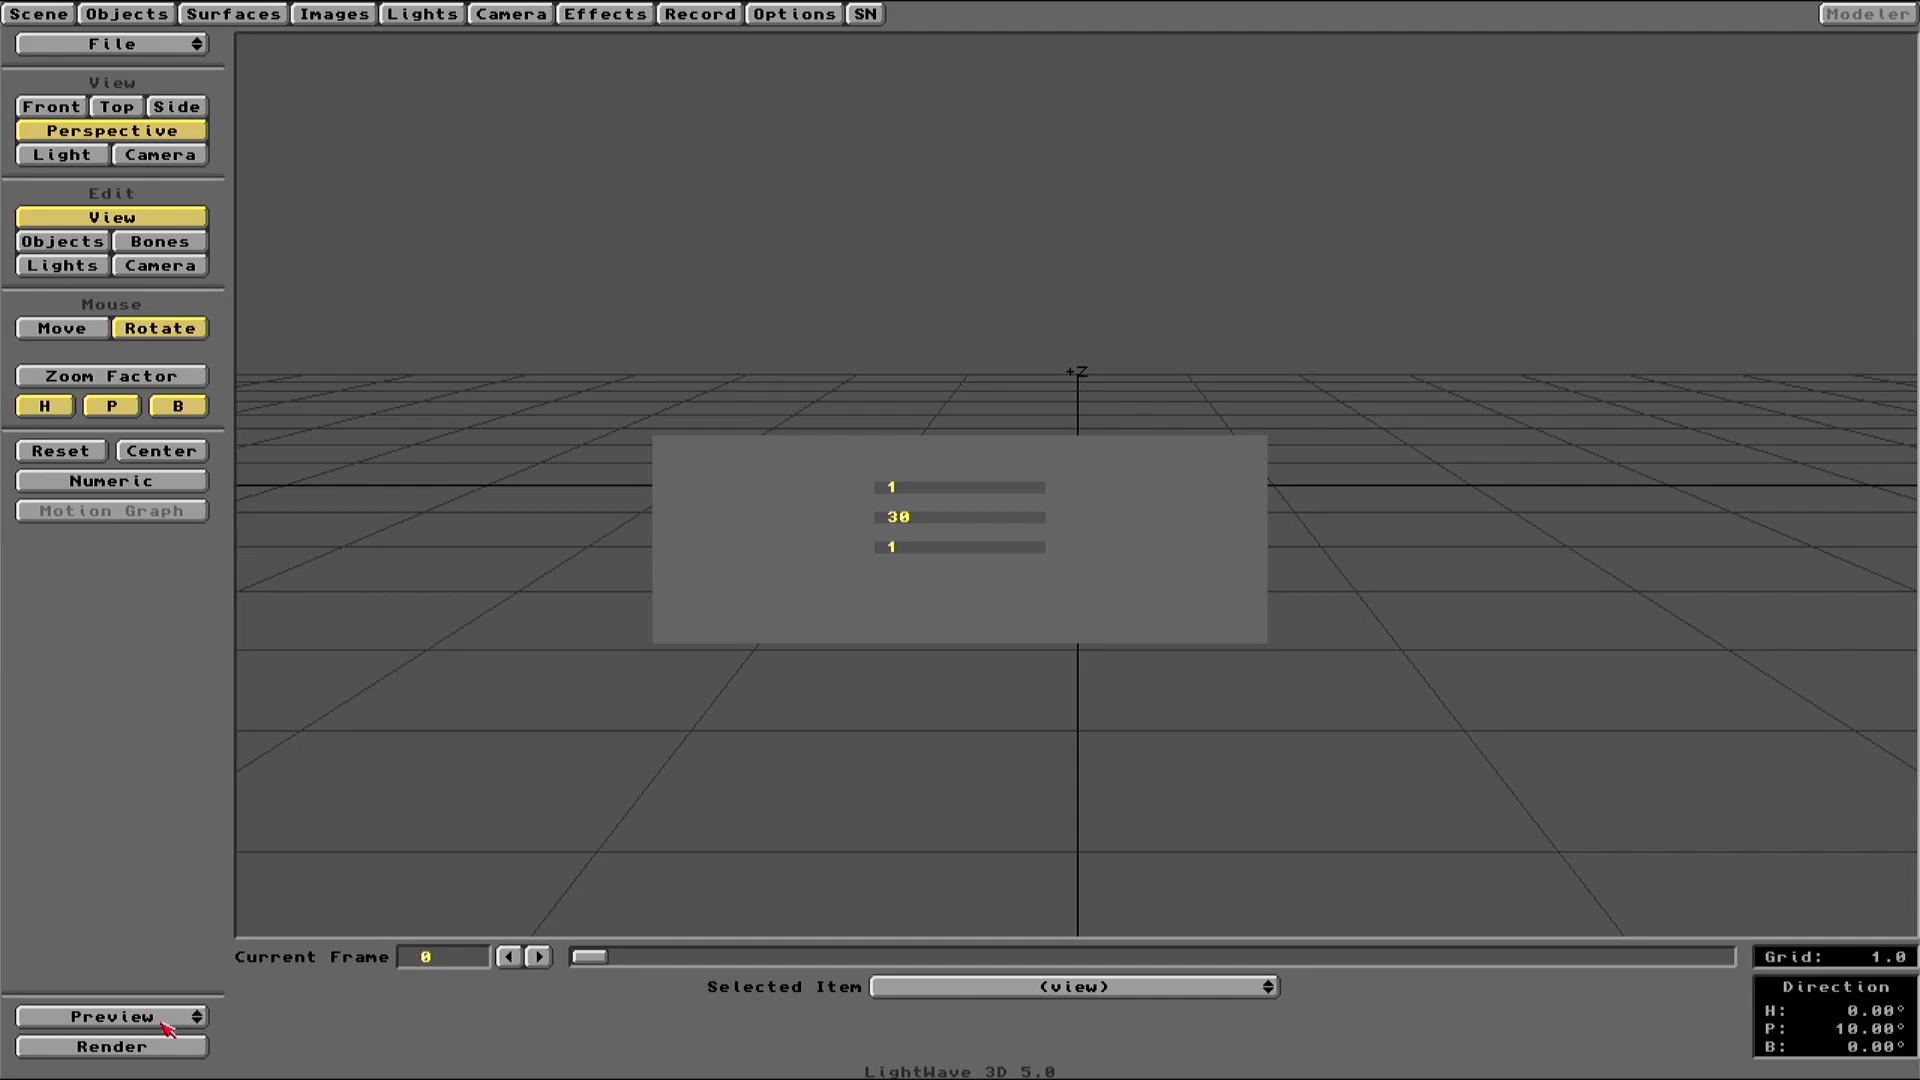 Scene Objects Surfaces Images Lights Camera Effects Record Options SN Modeler
File
View
Front Top Side
Perspective
Light Camera
Edit
View
Objects Bones
Lights Camera
Mouse
Move Rotate
Zoom Factor
H P B
Reset Center
Numeric
Motion Graph
+Z
1
30
1
Current Frame 0
Grid: 1.0
Selected Item (view)
Direction
H: 0.00°
P: 10.00°
B: 0.00°
Preview
Render
LightWave 3D 5.0